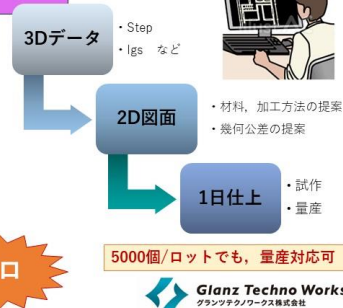 3Dデータ
・Step
・Igs など
2D図面
・材料，加工方法の提案
・幾何公差の提案
1日仕上
・試作
・量産
ロ
5000個/ロットでも，量産対応可
Glanz Techno Works
グランツテクノワークス株式会社